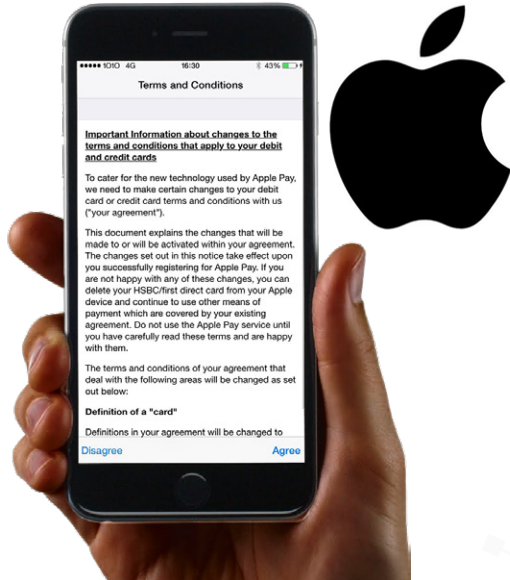 1O1O 4G 16:30 43%
Terms and Conditions
Important Information about changes to the
terms and conditions that apply to your debit
and credit cards
To cater for the new technology used by Apple Pay,
we need to make certain changes to your debit
card or credit card terms and conditions with us
("your agreement").
This document explains the changes that will be
made to or will be activated within your agreement.
The changes set out in this notice take effect upon
you successfully registering for Apple Pay. If you
are not happy with any of these changes, you can
delete your HSBC/first direct card from your Apple
device and continue to use other means of
payment which are covered by your existing
agreement. Do not use the Apple Pay service until
you have carefully read these terms and are happy
with them.
The terms and conditions of your agreement that
deal with the following areas will be changed as set
out below:
Definition of a "card"
Definitions in your agreement will be changed to
Disagree Agree